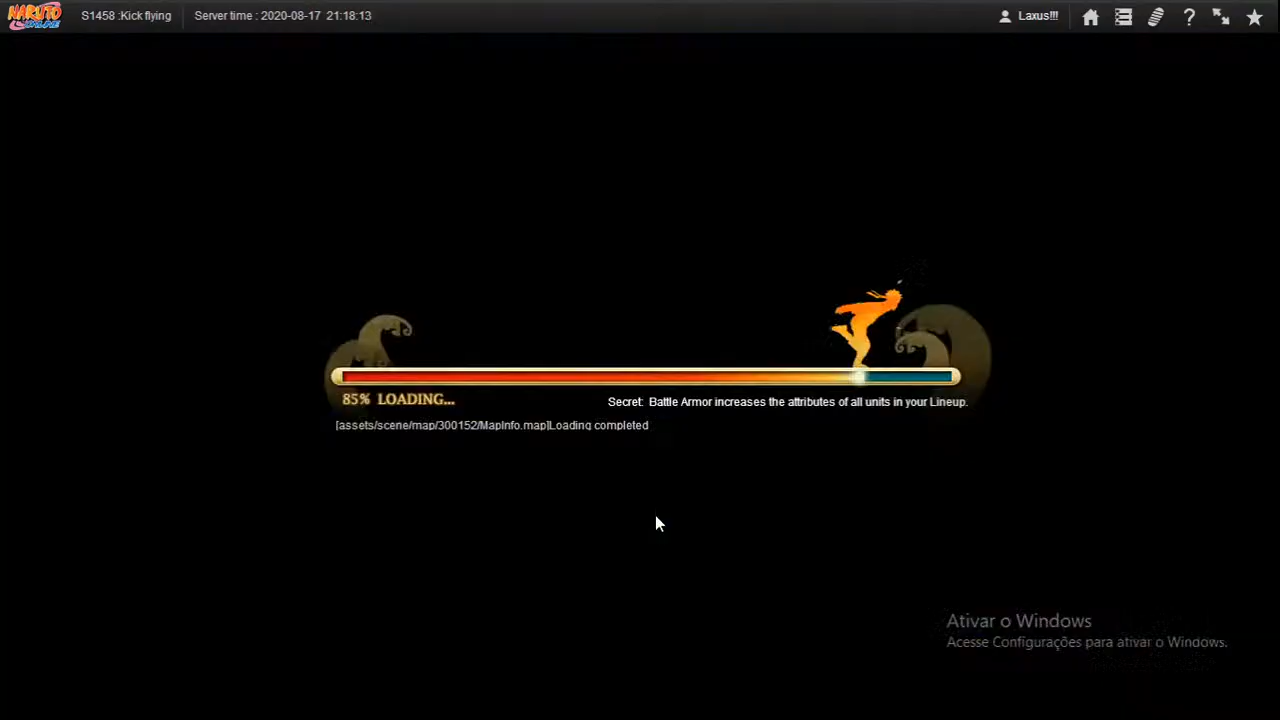 NARUTO ONLINE
S1458 :Kick flying
Server time : 2020-08-17 21:18:13
Laxus!!!
85% LOADING...
Secret: Battle Armor increases the attributes of all units in your Lineup.
[assets/scene/map/300152/MapInfo.map]Loading completed
Ativar o Windows
Acesse Configurações para ativar o Windows.